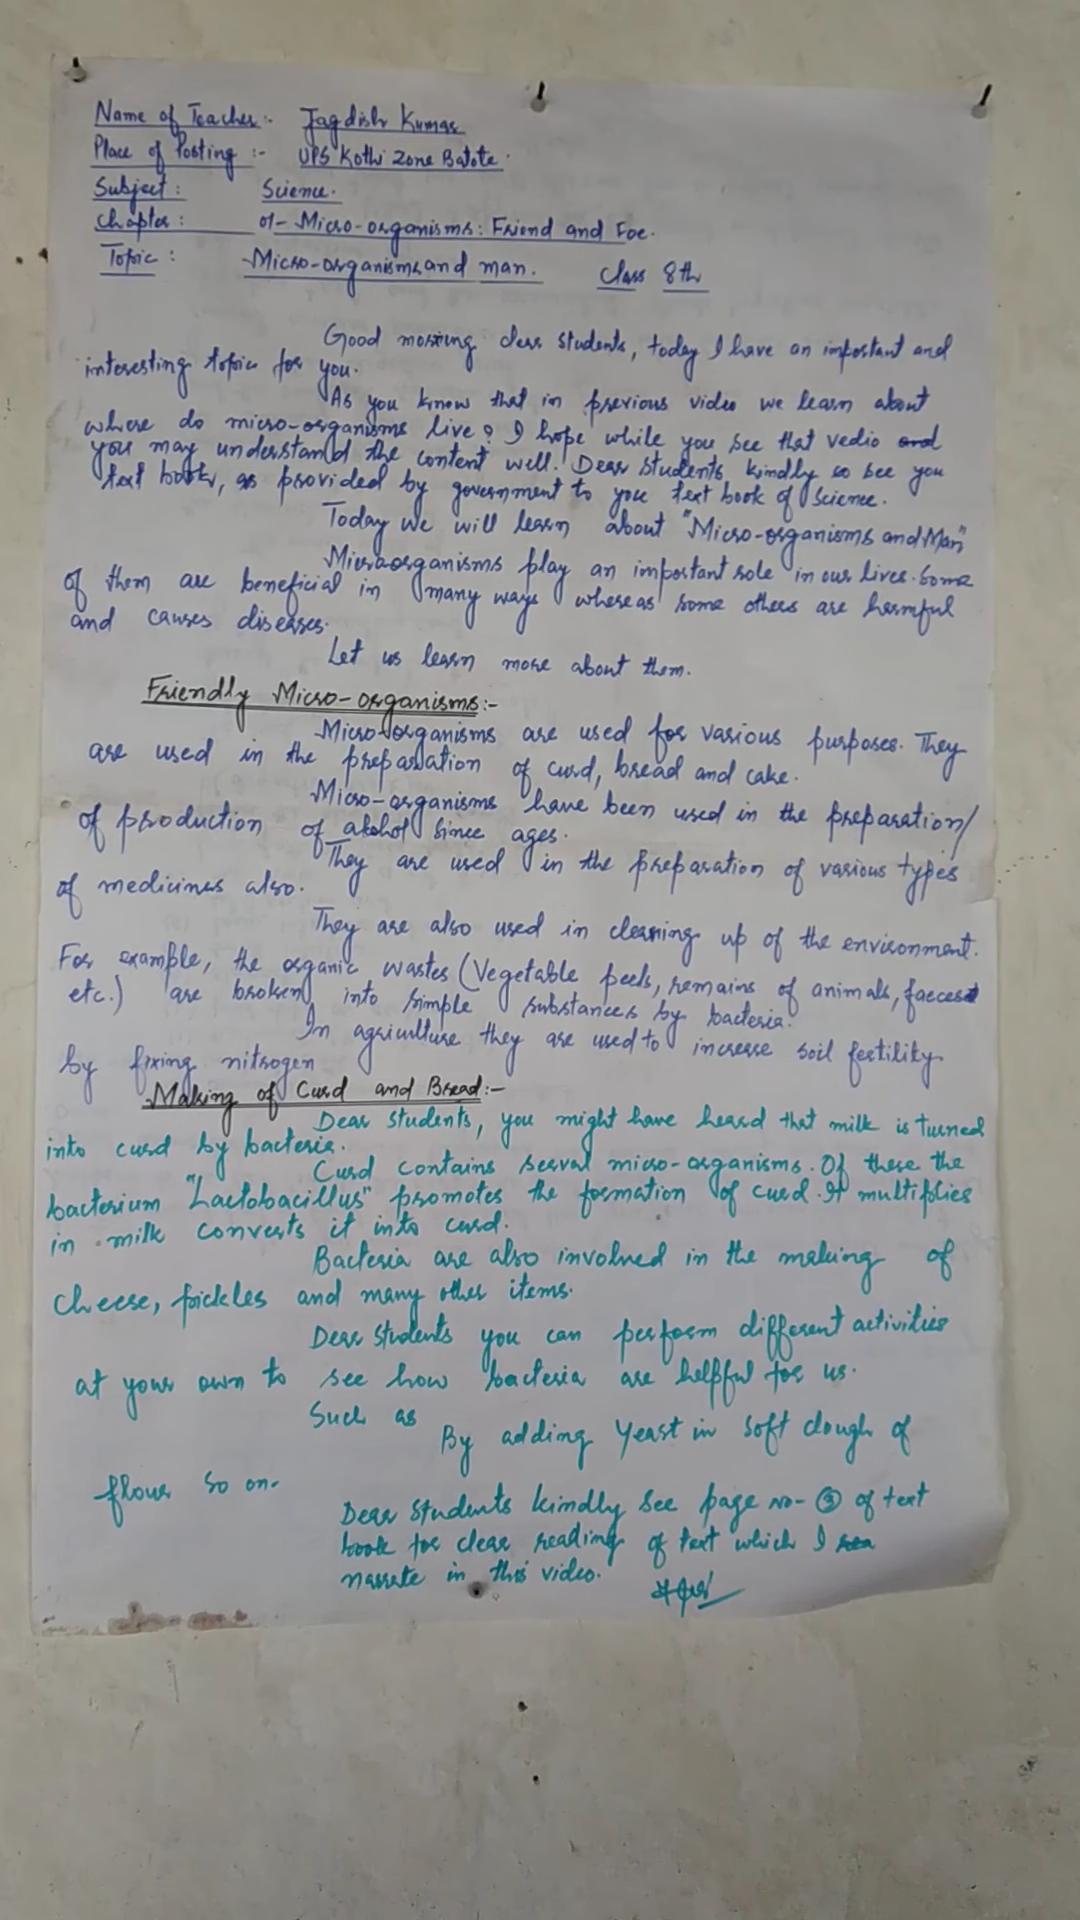 Name of Teacher:- Jagdish Kumar
Place of Posting:- UPS Kothi Zone Batote.
Subject: Science.
Chapter: 01- Micro-organisms: Friend and Foe.
Topic: Micro-organisms and man. Class 8th
Good morning dear students, today I have an important and
interesting topic for you.
As you know that in previous video we learn about
where do micro-organisms live? I hope while you see that vedio and
you may understand the content well. Dear Students kindly so see you
text book, as provided by government to you text book of Science.
Today we will learn about "Micro-organisms and Man"
Microorganisms play an important role in our lives. Some
of them are beneficial in many ways whereas some others are harmful
and causes diseases.
Let us learn more about them.
Friendly Micro-organisms:-
Micro-organisms are used for various purposes. They
are used in the preparation of curd, bread and cake.
Micro-organisms have been used in the preparation/
of production of alcohol since ages.
They are used in the preparation of various types
of medicines also.
They are also used in cleaning up of the environment.
For example, the organic wastes (Vegetable peels, remains of animals, faeces
etc.) are broken into simple substances by bacteria.
In agriculture they are used to increase soil fertility
by fixing nitrogen
Making of Curd and Bread:-
Dear Students, you might have heard that milk is turned
into curd by bacteria.
Curd contains serval micro-organisms. Of these the
bacterium "Lactobacillus" promotes the formation of curd. It multiplies
in milk converts it into curd.
Bacteria are also involved in the making of
cheese, pickles and many other items.
Dear Students you can perform different activities
at your own to see how bacteria are helpful for us.
Such as
By adding Yeast in soft dough of
flour so on.
Dear Students kindly see page no- 3 of text
book for clear reading of text which I
narrate in this video.